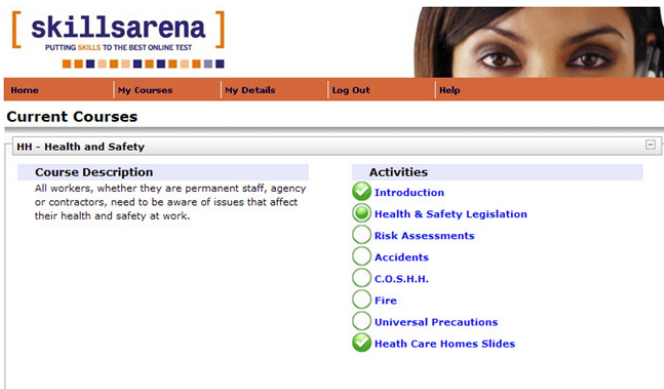 [ skillsarena ]
PUTTING SKILLS TO THE BEST ONLINE TEST
Home My Courses My Details Log Out Help
Current Courses
HH - Health and Safety
Course Description
All workers, whether they are permanent staff, agency
or contractors, need to be aware of issues that affect
their health and safety at work.
Activities
Introduction
Health & Safety Legislation
Risk Assessments
Accidents
C.O.S.H.H.
Fire
Universal Precautions
Heath Care Homes Slides